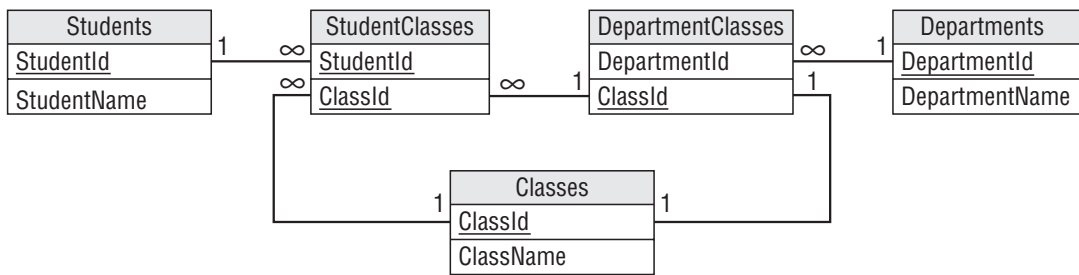 Students
StudentId
StudentName
1
∞
∞
StudentClasses
StudentId
ClassId
∞
1
DepartmentClasses
DepartmentId
ClassId
∞
1
1
Departments
DepartmentId
DepartmentName
1
Classes
ClassId
ClassName
1